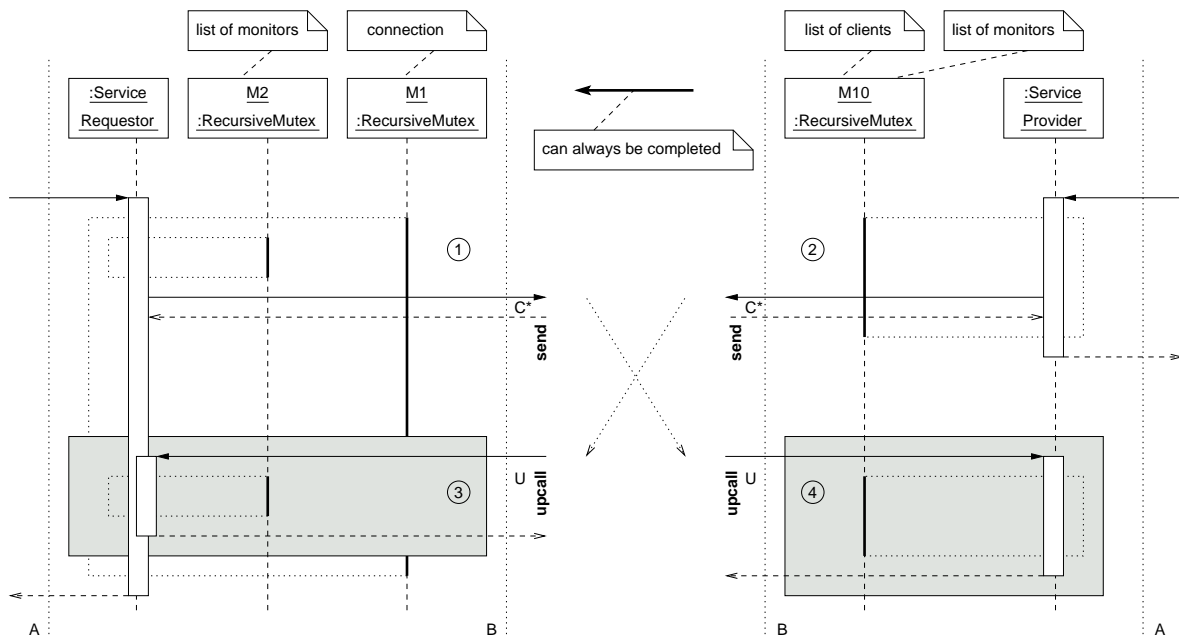 list of monitors
connection
list of clients
list of monitors
:Service
Requestor
M2
:RecursiveMutex
M1
:RecursiveMutex
M10
:RecursiveMutex
:Service
Provider
can always be completed
1
2
C*
send
C*
send
3
U
upcall
4
U
upcall
A
B
B
A